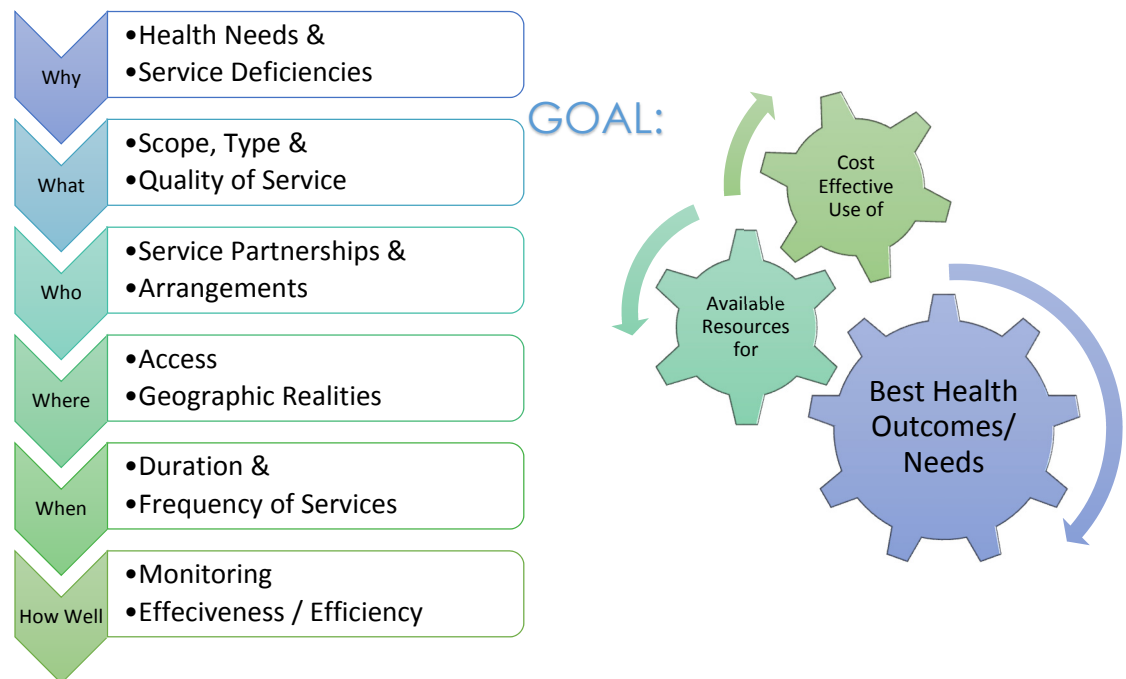 Why
•Health Needs &
•Service Deficiencies
What
•Scope, Type &
•Quality of Service
Who
•Service Partnerships &
•Arrangements
Where
•Access
•Geographic Realities
When
•Duration &
•Frequency of Services
How Well
•Monitoring
•Effeciveness / Efficiency
GOAL:
Cost
Effective
Use of
Available
Resources
for
Best Health
Outcomes/
Needs